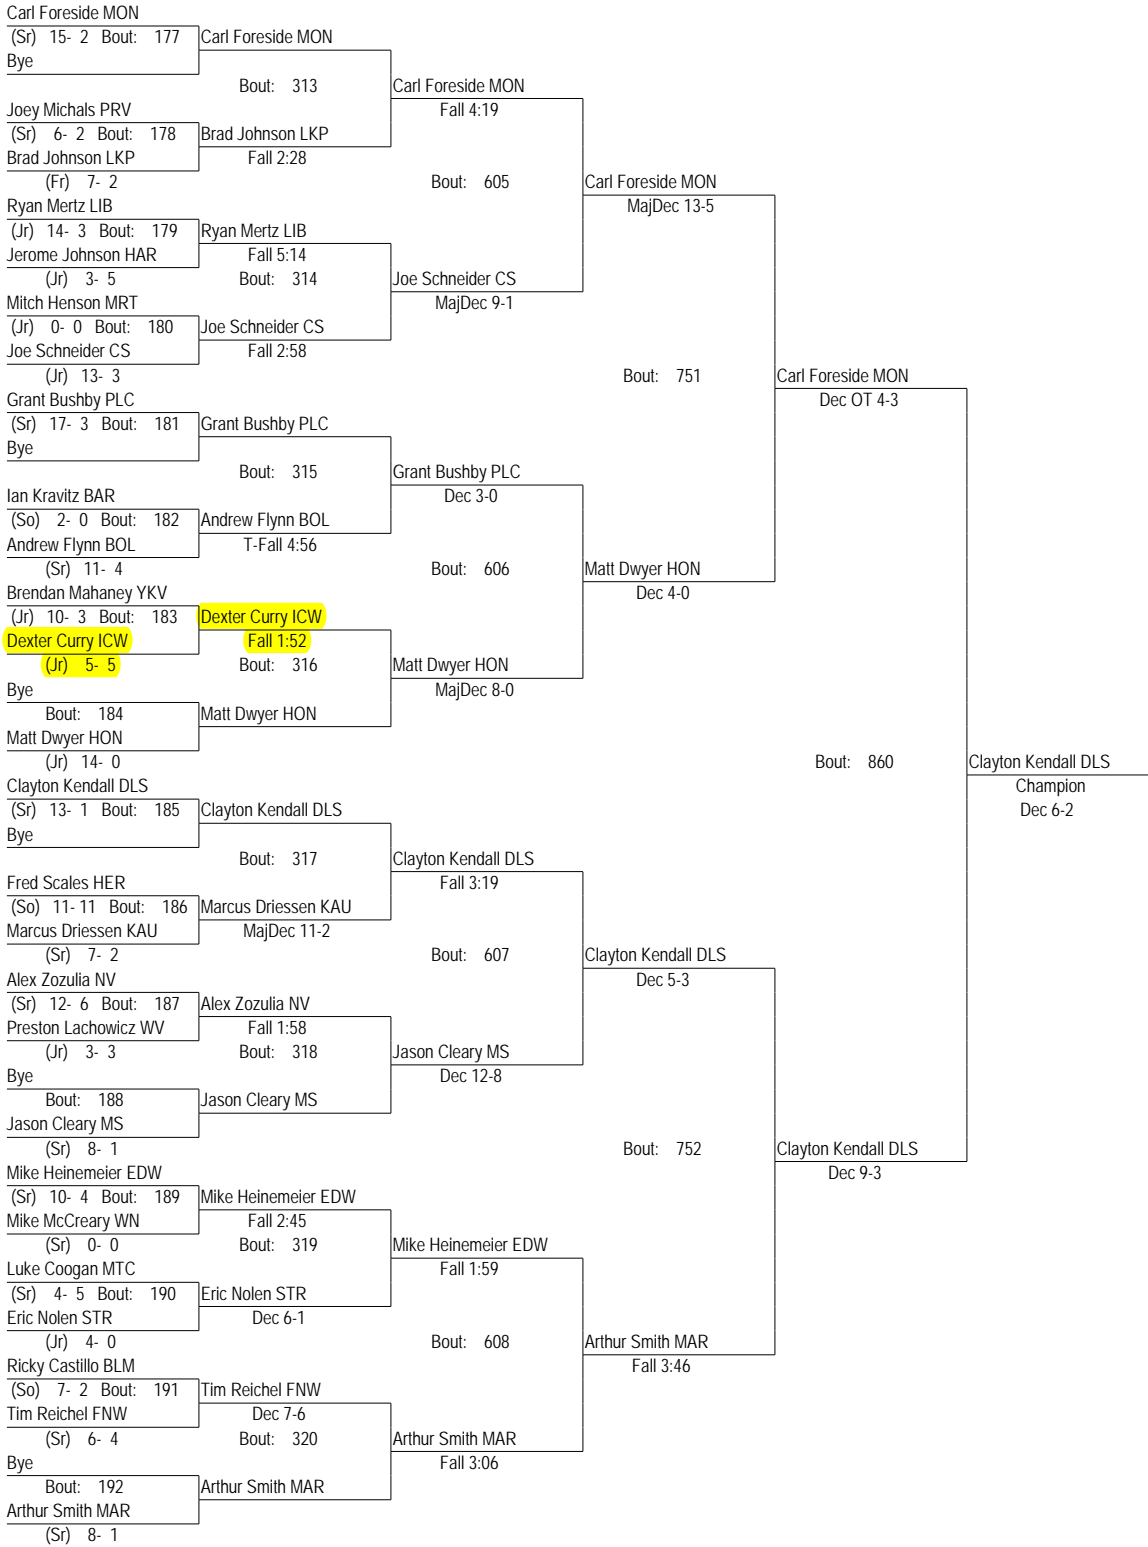 Carl Foreside MON
(Sr) 15- 2 Bout: 177 Carl Foreside MON
Bye
Bout: 313 Carl Foreside MON
Joey Michals PRV Fall 4:19
(Sr) 6- 2 Bout: 178 Brad Johnson LKP
Brad Johnson LKP Fall 2:28
(Fr) 7- 2 Bout: 605 Carl Foreside MON
Ryan Mertz LIB MajDec 13-5
(Jr) 14- 3 Bout: 179 Ryan Mertz LIB
Jerome Johnson HAR Fall 5:14
(Jr) 3- 5 Bout: 314 Joe Schneider CS
Mitch Henson MRT MajDec 9-1
(Jr) 0- 0 Bout: 180 Joe Schneider CS
Joe Schneider CS Fall 2:58
(Jr) 13- 3 Bout: 751 Carl Foreside MON
Grant Bushby PLC Dec OT 4-3
(Sr) 17- 3 Bout: 181 Grant Bushby PLC
Bye
Bout: 315 Grant Bushby PLC
Ian Kravitz BAR Dec 3-0
(So) 2- 0 Bout: 182 Andrew Flynn BOL
Andrew Flynn BOL T-Fall 4:56
(Sr) 11- 4 Bout: 606 Matt Dwyer HON
Brendan Mahaney YKV Dec 4-0
(Jr) 10- 3 Bout: 183 Dexter Curry ICW
Dexter Curry ICW Fall 1:52
(Jr) 5- 5 Bout: 316 Matt Dwyer HON
Bye MajDec 8-0
Bout: 184 Matt Dwyer HON
Matt Dwyer HON
(Jr) 14- 0 Bout: 860 Clayton Kendall DLS
Clayton Kendall DLS Champion
(Sr) 13- 1 Bout: 185 Clayton Kendall DLS Dec 6-2
Bye
Bout: 317 Clayton Kendall DLS
Fred Scales HER Fall 3:19
(So) 11- 11 Bout: 186 Marcus Driessen KAU
Marcus Driessen KAU MajDec 11-2
(Sr) 7- 2 Bout: 607 Clayton Kendall DLS
Alex Zozulia NV Dec 5-3
(Sr) 12- 6 Bout: 187 Alex Zozulia NV
Preston Lachowicz WV Fall 1:58
(Jr) 3- 3 Bout: 318 Jason Cleary MS
Bye Dec 12-8
Bout: 188 Jason Cleary MS
Jason Cleary MS
(Sr) 8- 1 Bout: 752 Clayton Kendall DLS
Mike Heinemeier EDW Dec 9-3
(Sr) 10- 4 Bout: 189 Mike Heinemeier EDW
Mike McCreary WN Fall 2:45
(Sr) 0- 0 Bout: 319 Mike Heinemeier EDW
Luke Coogan MTC Fall 1:59
(Sr) 4- 5 Bout: 190 Eric Nolen STR
Eric Nolen STR Dec 6-1
(Jr) 4- 0 Bout: 608 Arthur Smith MAR
Ricky Castillo BLM Fall 3:46
(So) 7- 2 Bout: 191 Tim Reichel FNW
Tim Reichel FNW Dec 7-6
(Sr) 6- 4 Bout: 320 Arthur Smith MAR
Bye Fall 3:06
Bout: 192 Arthur Smith MAR
Arthur Smith MAR
(Sr) 8- 1